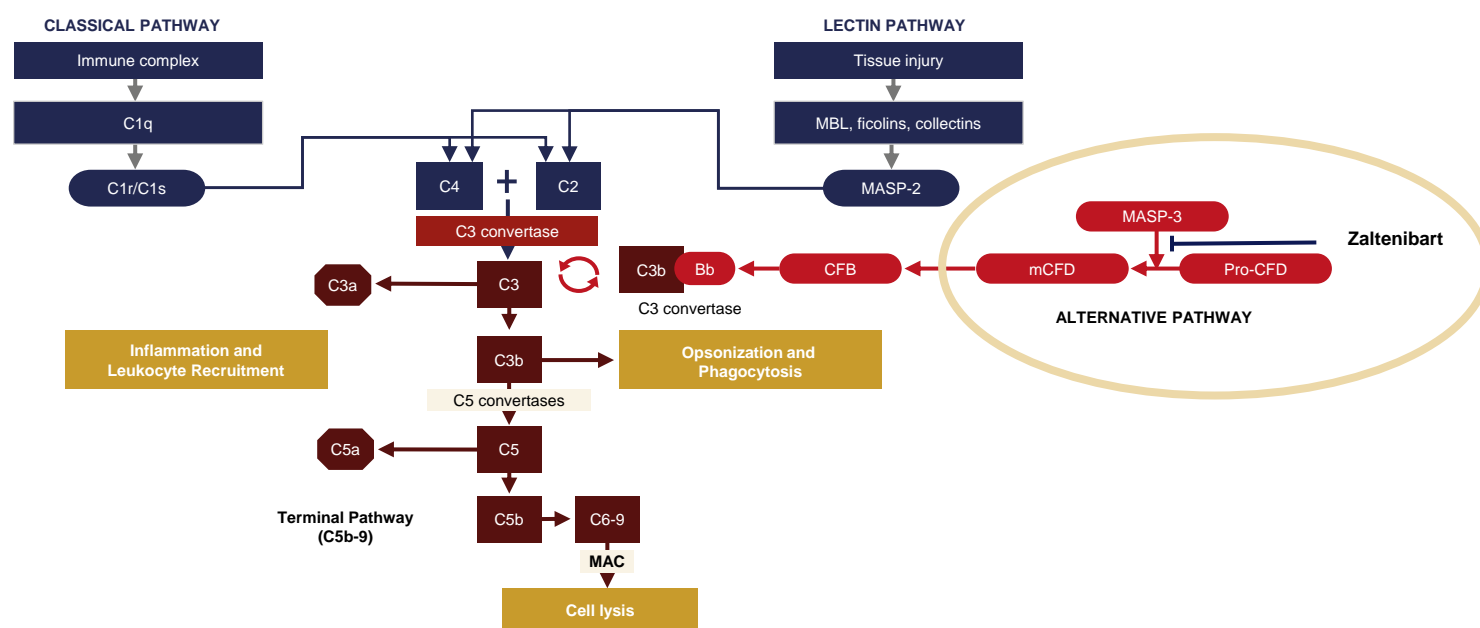 CLASSICAL PATHWAY
LECTIN PATHWAY
Immune complex
Tissue injury
C1q
MBL, ficolins, collectins
C1r/C1s
C4
+
C2
MASP-2
MASP-3
C3 convertase
Zaltenibart
C3a
C3
C3b
Bb
CFB
mCFD
Pro-CFD
C3 convertase
ALTERNATIVE PATHWAY
Inflammation and
Leukocyte Recruitment
C3b
Opsonization and
Phagocytosis
C5 convertases
C5a
C5
Terminal Pathway
(C5b-9)
C5b
C6-9
MAC
Cell lysis